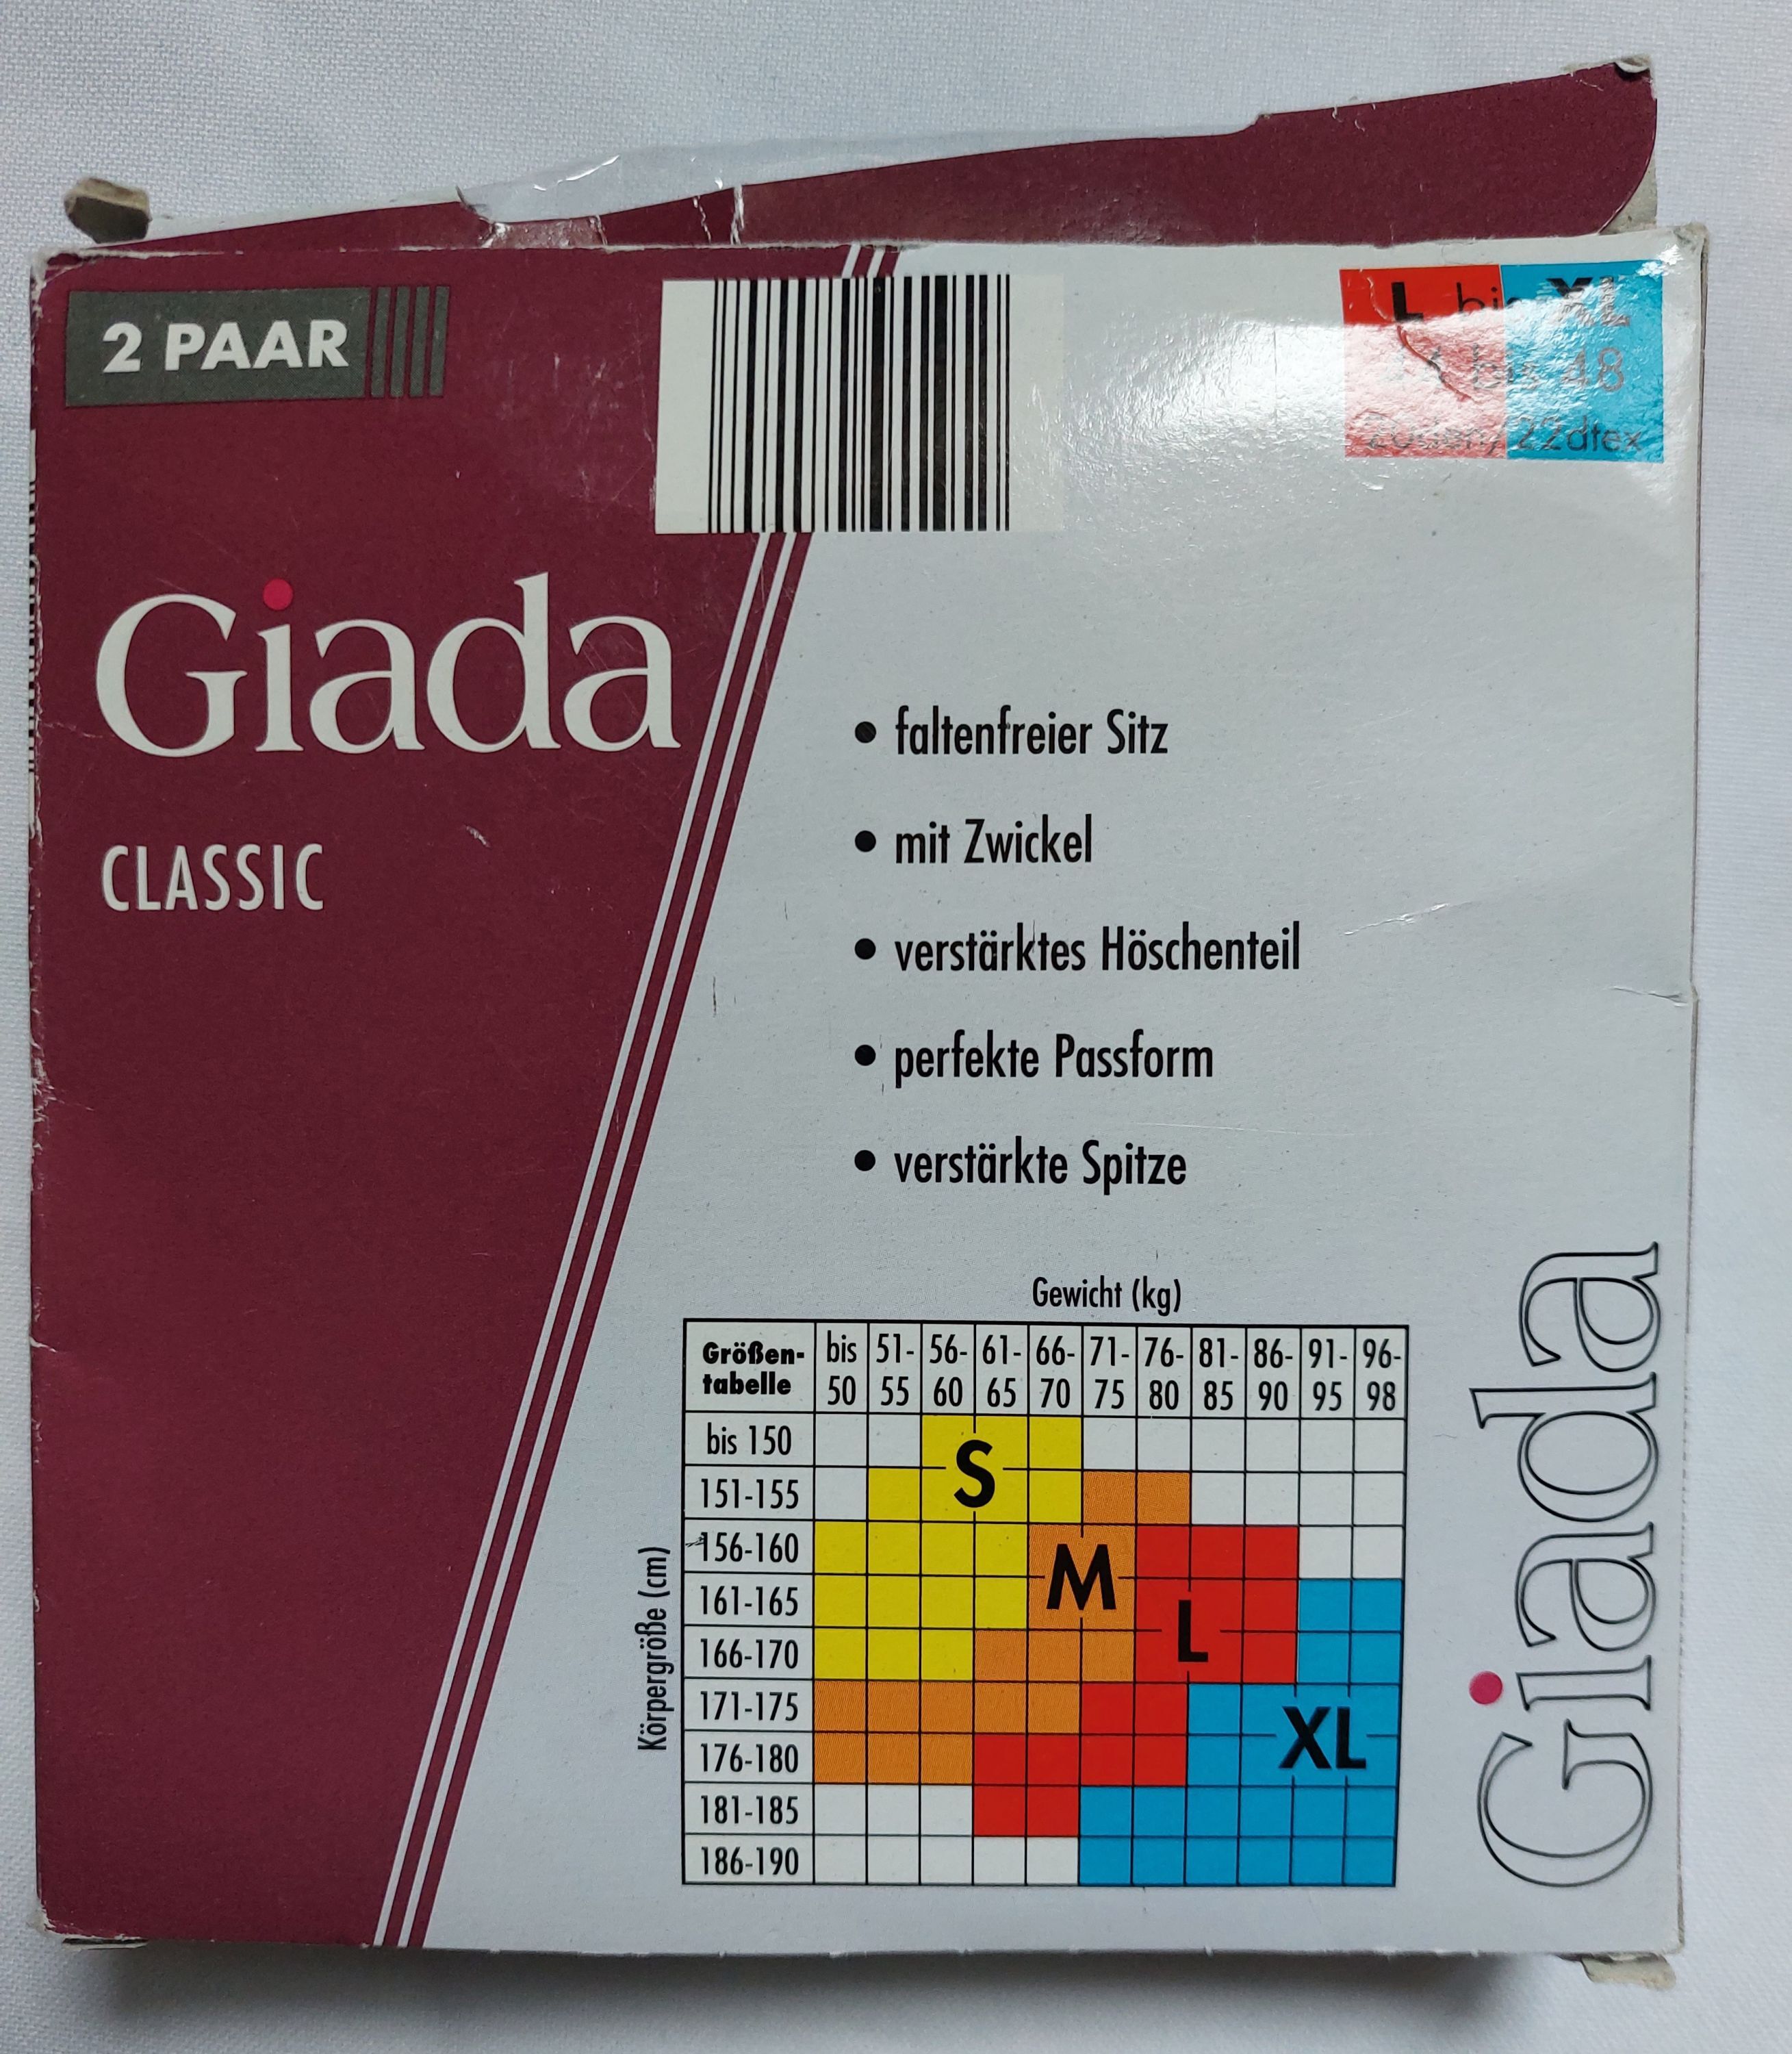 2 PAAR
L bis XL
44 bis 48
20den/22dtex
Giada
CLASSIC
• faltenfreier Sitz
• mit Zwickel
• verstärktes Höschenteil
• perfekte Passform
• verstärkte Spitze
Gewicht (kg)
Größen- bis 51- 56- 61- 66- 71- 76- 81- 86- 91- 96-
tabelle 50 55 60 65 70 75 80 85 90 95 98
bis 150
S
151-155
156-160
M
161-165
L
166-170
171-175
XL
176-180
181-185
186-190
Körpergröße (cm)
Giada